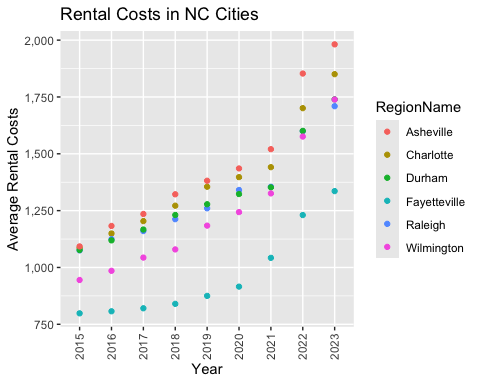 Rental Costs in NC Cities
2,000
1,750
1,500
1,250
1,000
750
Average Rental Costs
2015
2016
2017
2018
2019
2020
2021
2022
2023
Year
RegionName
Asheville
Charlotte
Durham
Fayetteville
Raleigh
Wilmington